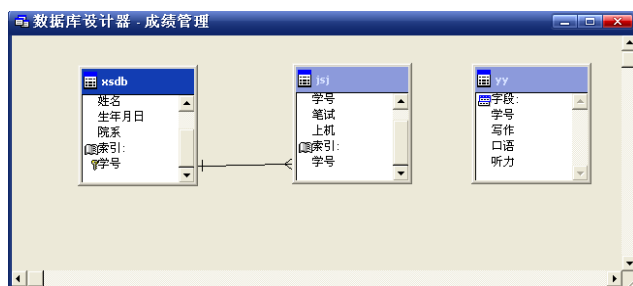 数据库设计器 - 成绩管理
xsdb
姓名
生年月日
院系
索引:
学号
jsj
学号
笔试
上机
索引:
学号
yy
字段:
学号
写作
口语
听力